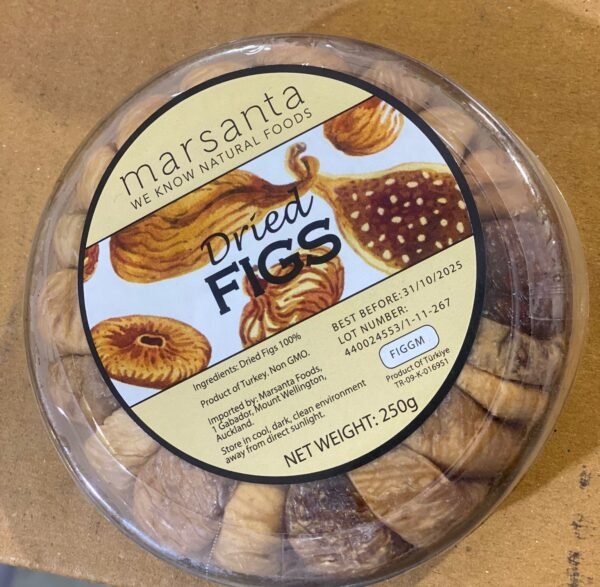 marsanta
WE KNOW NATURAL FOODS
Dried
FIGS
Ingredients: Dried Figs 100%
Product of Turkey. Non GMO.
Imported by: Marsanta Foods,
1 Gabador, Mount Wellington,
Auckland.
Store in cool, dark, clean environment
away from direct sunlight.
BEST BEFORE: 31/10/2025
LOT NUMBER:
440024553/1-11-267
FIGGM
Product Of Türkiye
TR-09-K-016951
NET WEIGHT: 250g